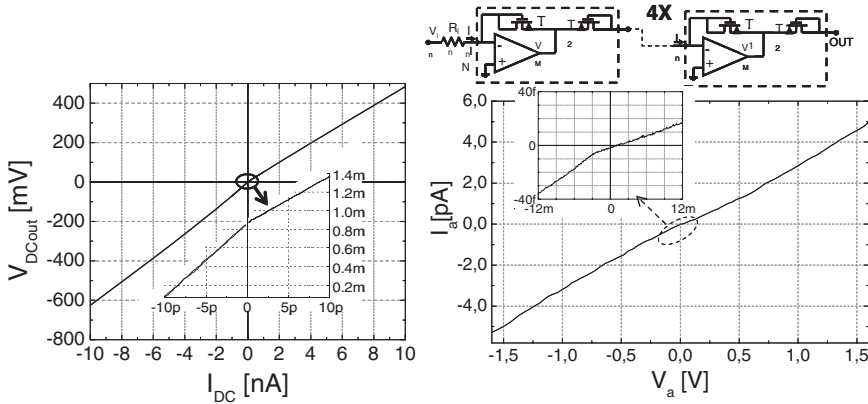 4X
V i R i I
n n n
N
T T
V
M
2
T T
V1
M
2
n
OUT
V DCout [mV]
400
200
0
-200
-400
-600
-800
-10 -8 -6 -4 -2 0 2 4 6 8 10
I DC [nA]
1.4m
1.2m
1.0m
0.8m
0.6m
0.4m
0.2m
-10p -5p 0 5p 10p
I a [pA]
6,0
4,0
2,0
0,0
-2,0
-4,0
-1,5 -1,0 -0,5 0,0 0,5 1,0 1,5
V a [V]
40f
0
-40f
-12m 0 12m